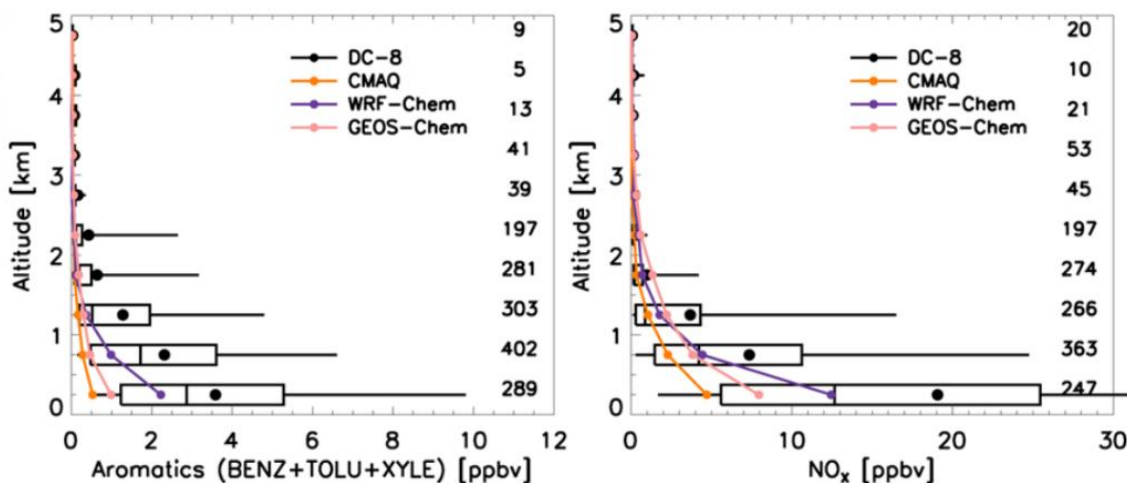 5
4
3
2
1
0
Altitude [km]
DC-8
CMAQ
WRF-Chem
GEOS-Chem
9
5
13
41
39
197
281
303
402
289
0 2 4 6 8 10 12
Aromatics (BENZ+TOLU+XYLE) [ppbv]
5
4
3
2
1
0
Altitude [km]
DC-8
CMAQ
WRF-Chem
GEOS-Chem
20
10
21
53
45
197
274
266
363
247
0 10 20 30
NOx [ppbv]